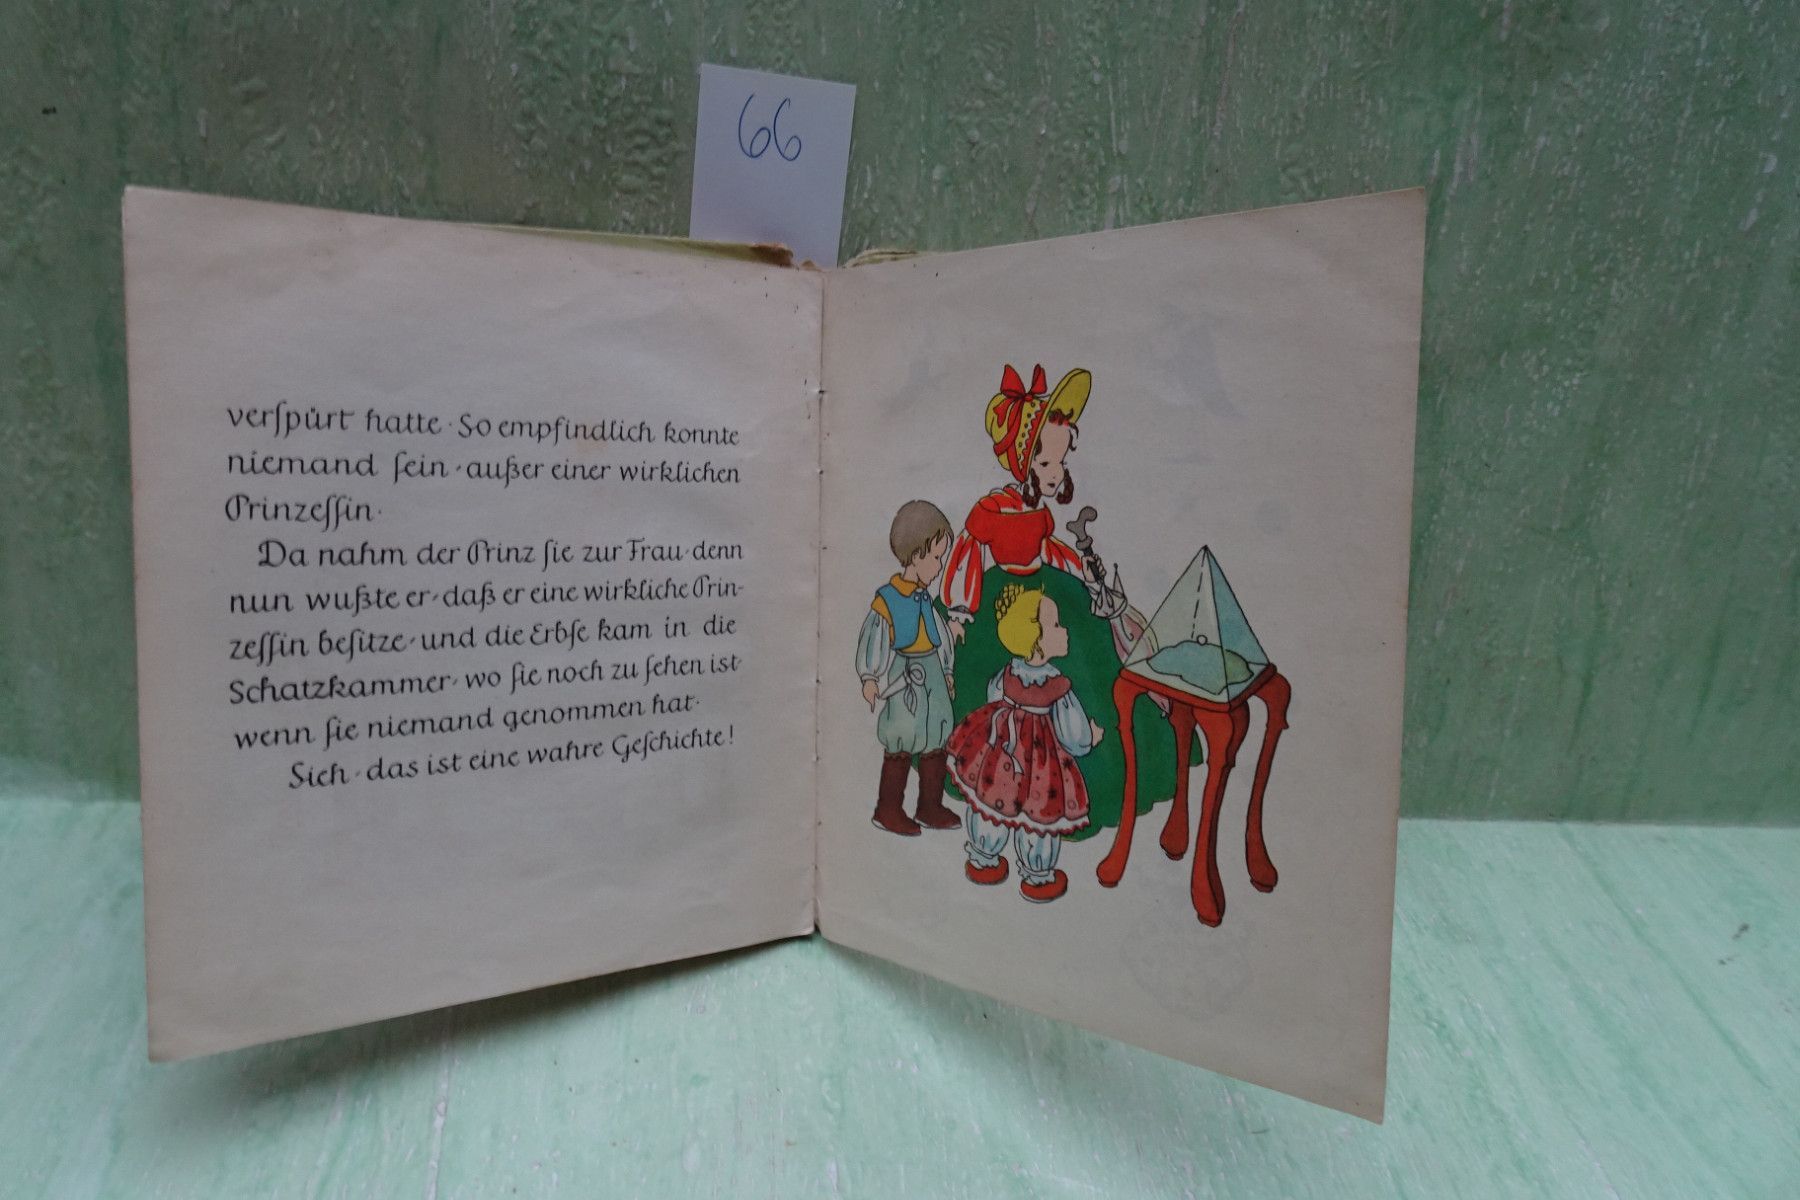 66
verſpürt hatte · So empfindlich konnte
niemand ſein · außer einer wirklichen
Prinzeſſin ·
Da nahm der Prinz ſie zur Frau · denn
nun wußte er · daß er eine wirkliche Prin-
zeſſin beſitze · und die Erbſe kam in die
Schatzkammer · wo ſie noch zu ſehen iſt ·
wenn ſie niemand genommen hat ·
Sieh · das ist eine wahre Geſchichte!